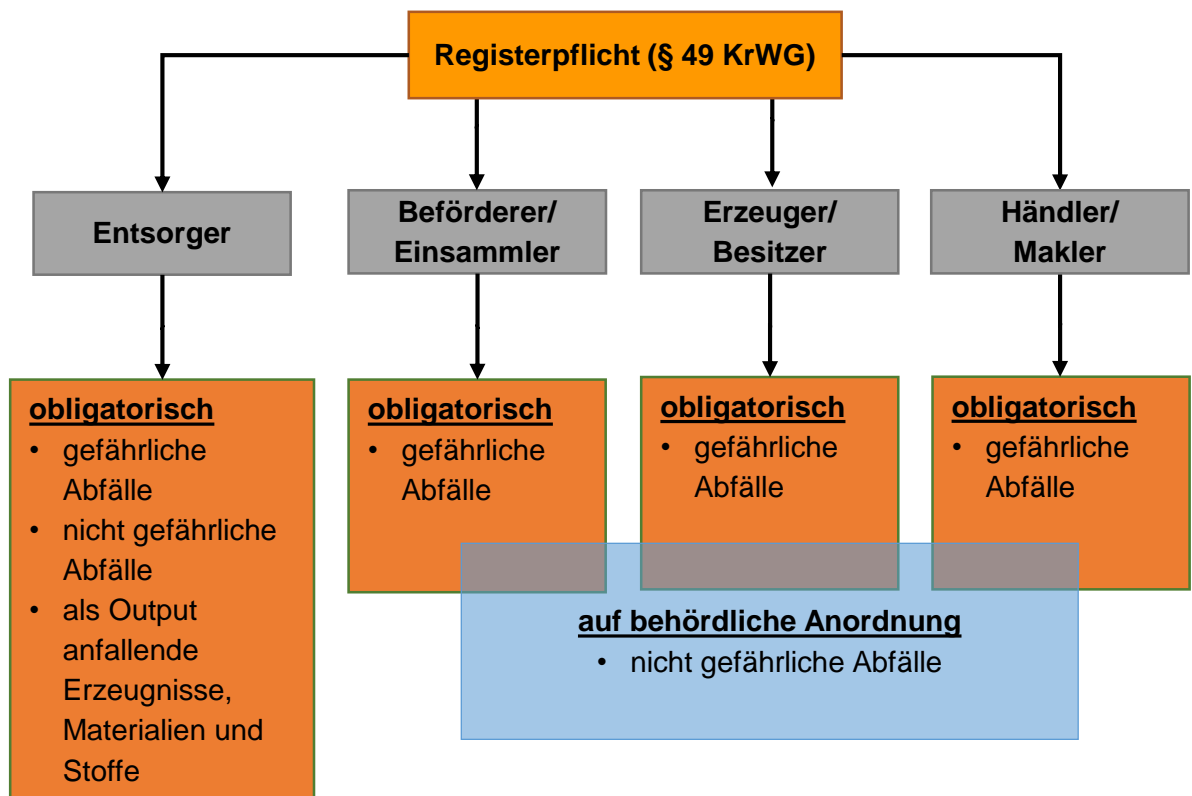 Registerpflicht (§ 49 KrWG)
Entsorger
Beförderer/
Einsammler
Erzeuger/
Besitzer
Händler/
Makler
obligatorisch
• gefährliche
Abfälle
• nicht gefährliche
Abfälle
• als Output
anfallende
Erzeugnisse,
Materialien und
Stoffe
obligatorisch
• gefährliche
Abfälle
obligatorisch
• gefährliche
Abfälle
obligatorisch
• gefährliche
Abfälle
auf behördliche Anordnung
• nicht gefährliche Abfälle